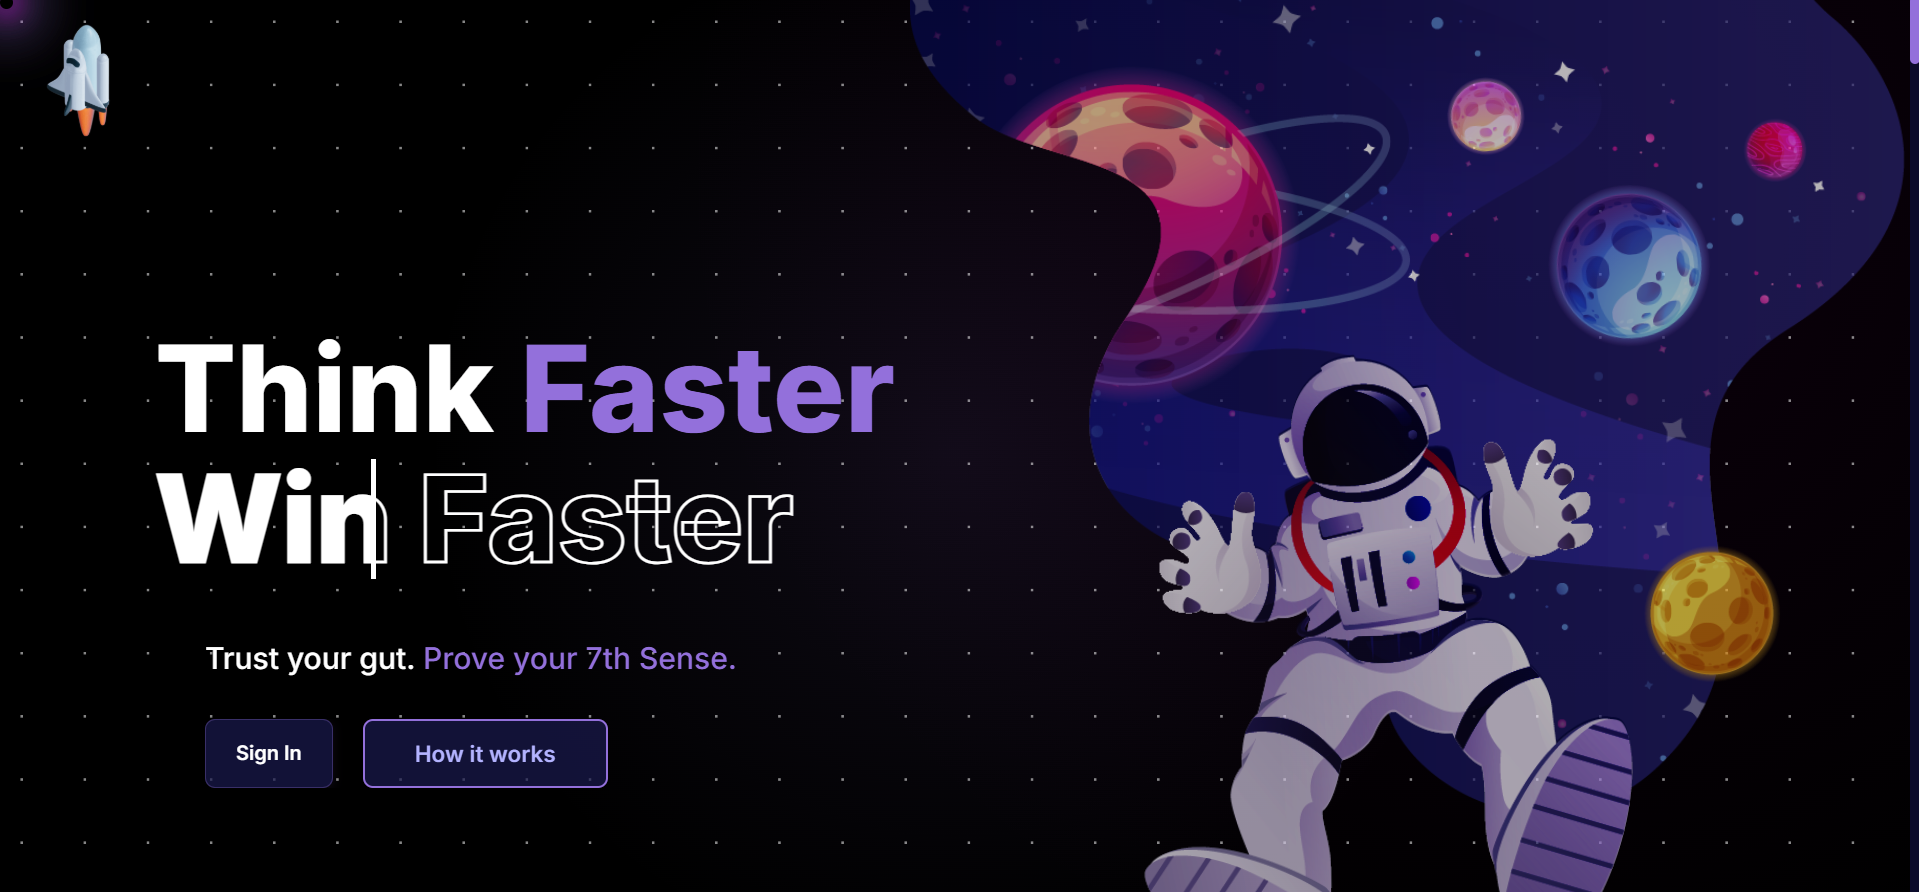 Think Faster
Win Faster
Trust your gut. Prove your 7th Sense.
Sign In
How it works